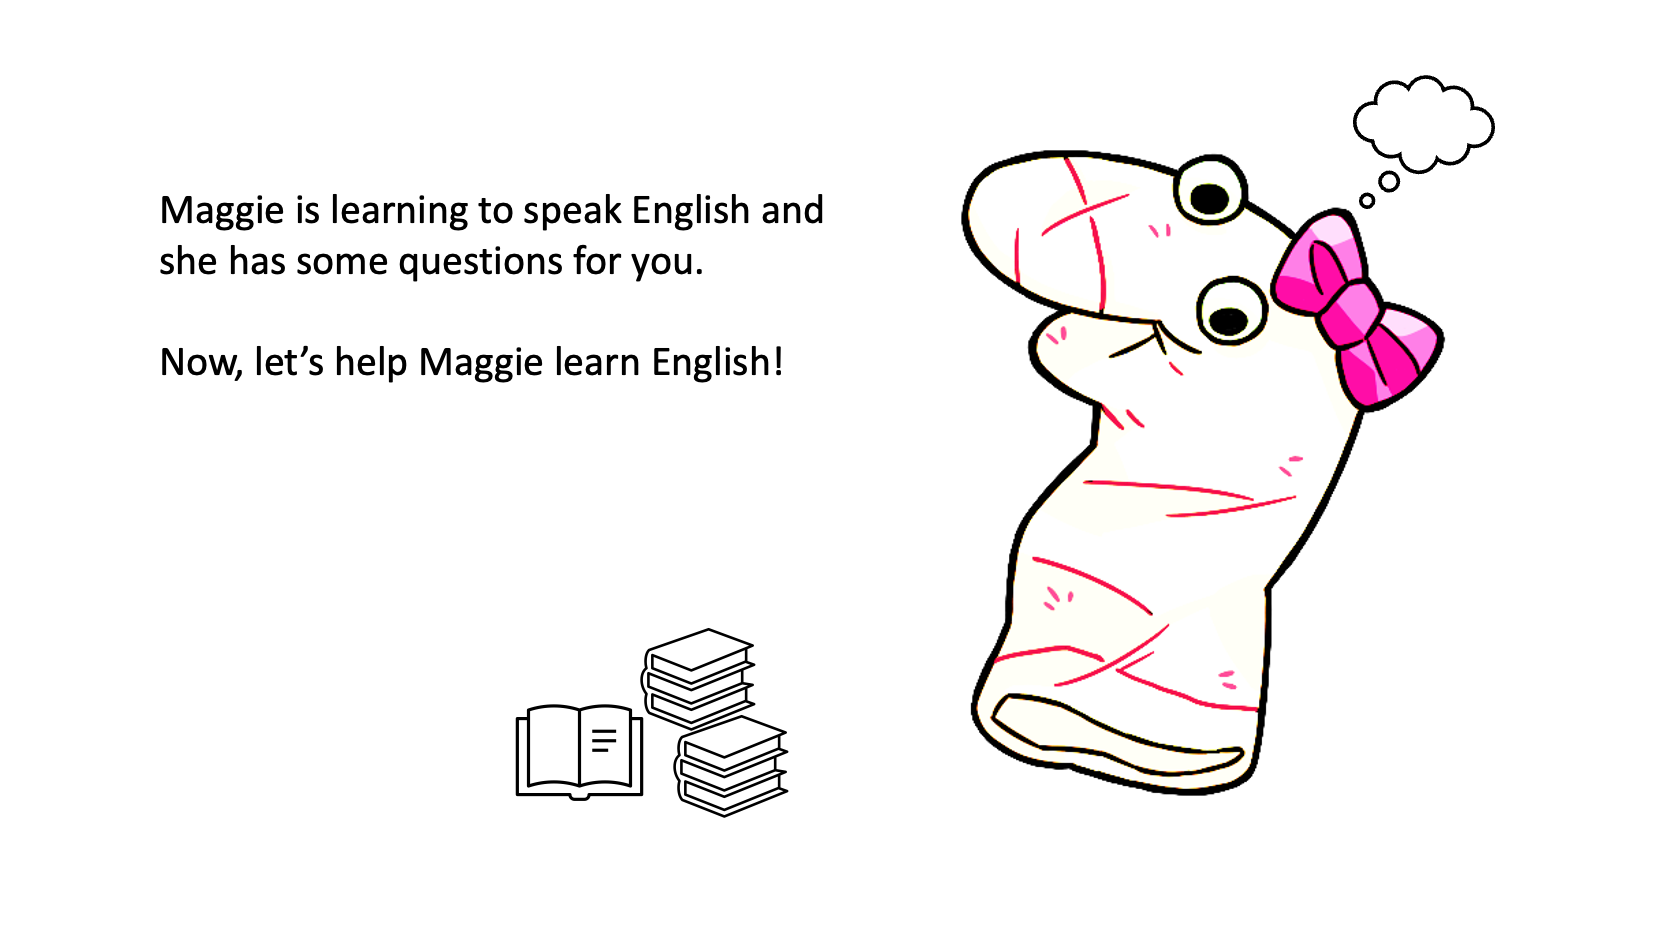 Maggie is learning to speak English and
she has some questions for you.
Now, let’s help Maggie learn English!